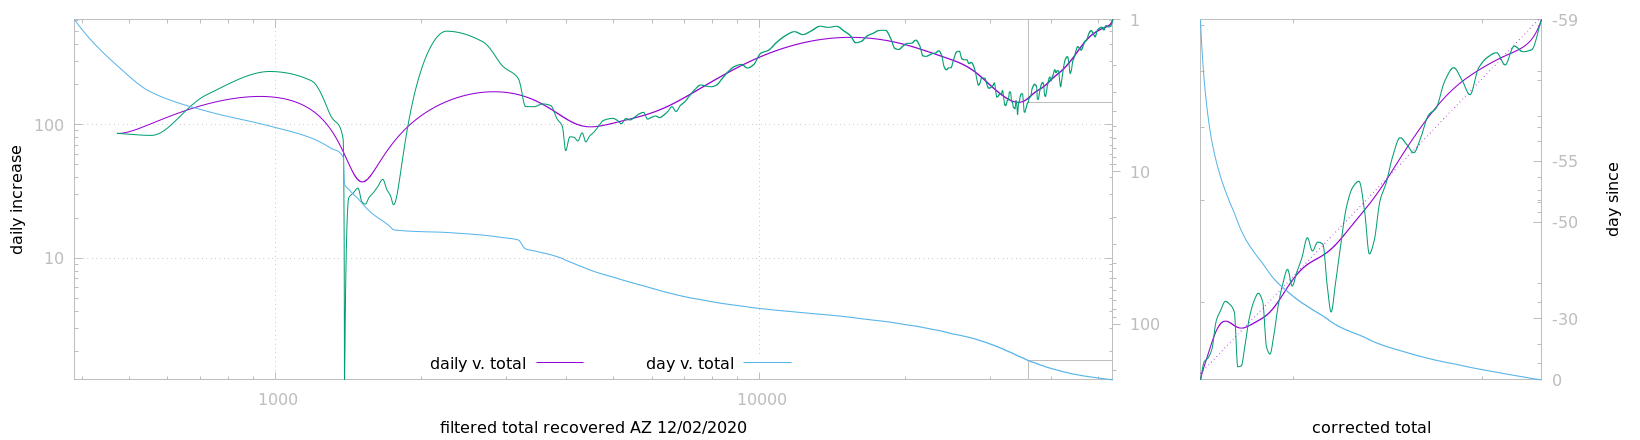 daily increase
100
10
1000
10000
1
10
100
daily v. total
day v. total
filtered total recovered AZ 12/02/2020
-59
-55
-50
-30
0
day since
corrected total